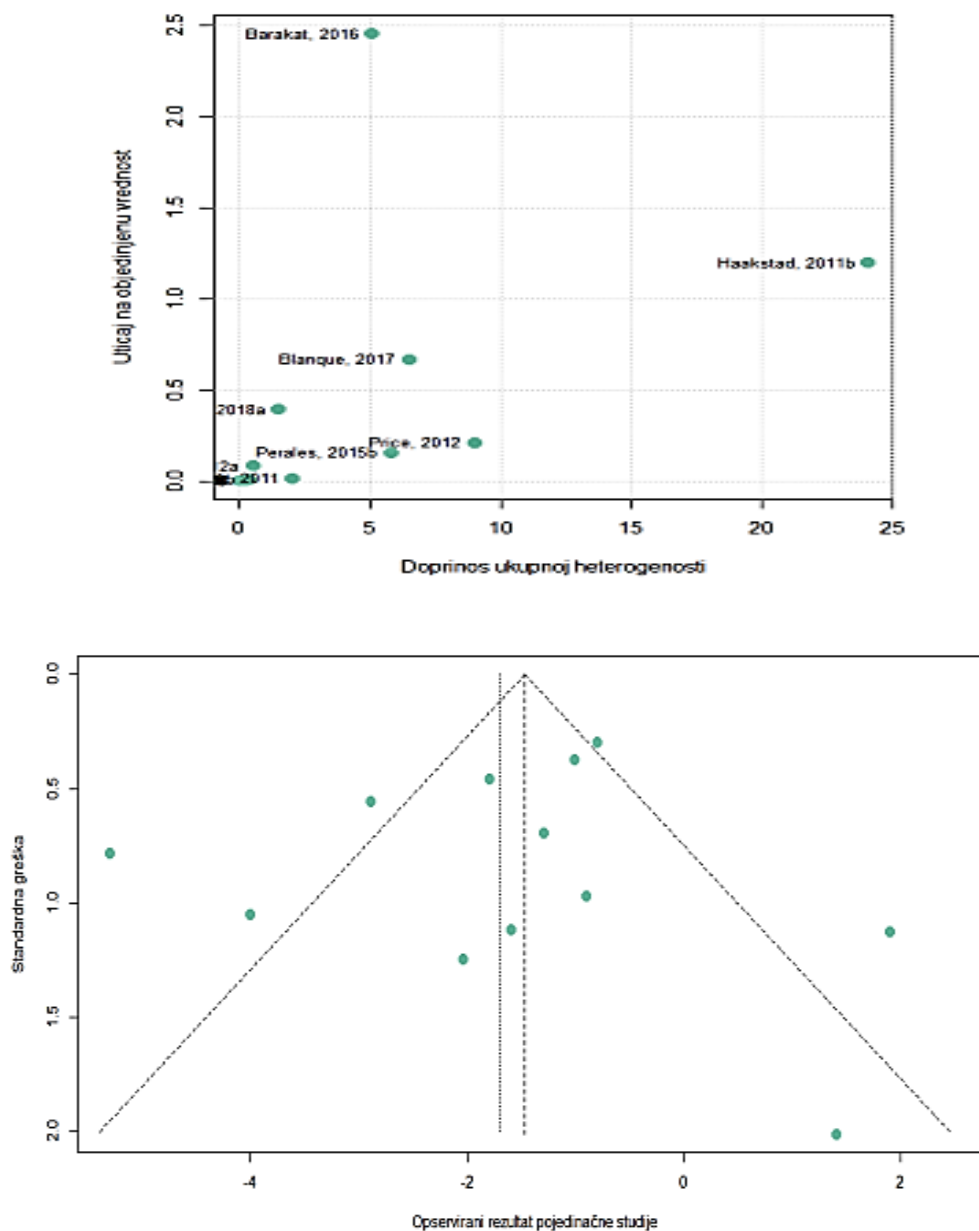 2.5
2.0
1.5
1.0
0.5
0.0
Uticaj na objedinjenu vrednost
Barakat, 2016
Haakstad, 2011b
Blanque, 2017
2018a
Price, 2012
Perales, 2015b
2a
2011
0 5 10 15 20 25
Doprinos ukupnoj heterogenosti
0.0
0.5
1.0
1.5
2.0
Standardna greška
-4 -2 0 2
Opservirani rezultat pojedinačne studije